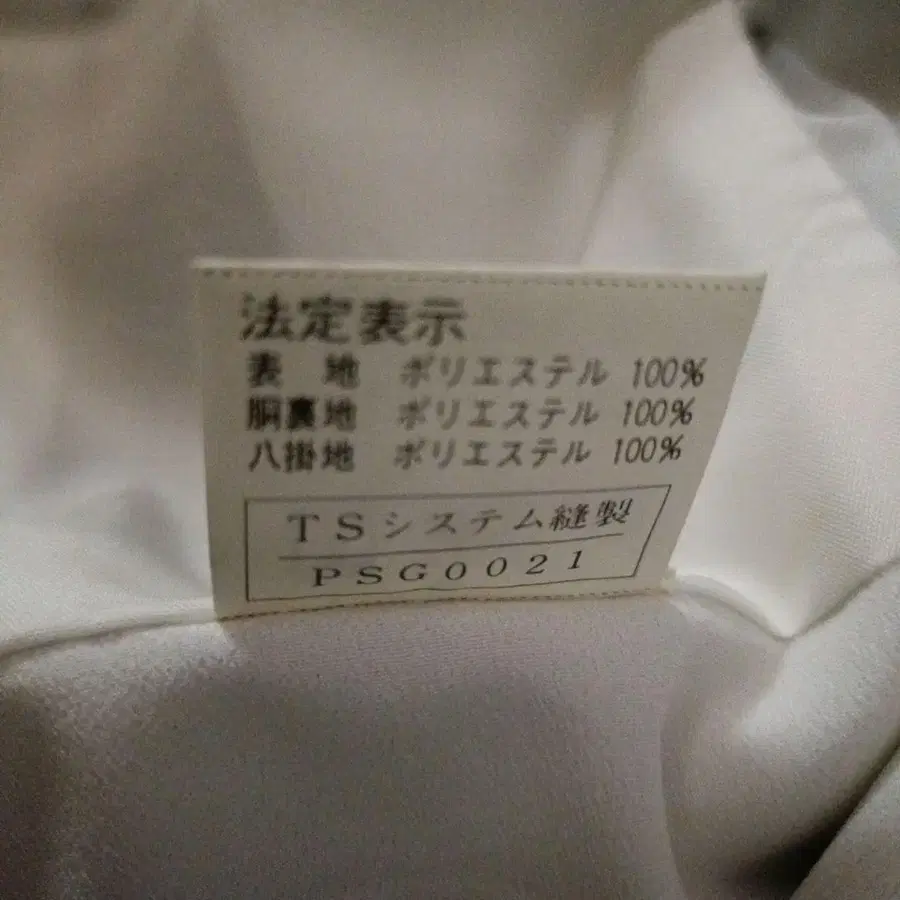 法定表示
表　地　ポリエステル 100%
胴裏地　ポリエステル 100%
八掛地　ポリエステル 100%
TSシステム縫製
PSG0021